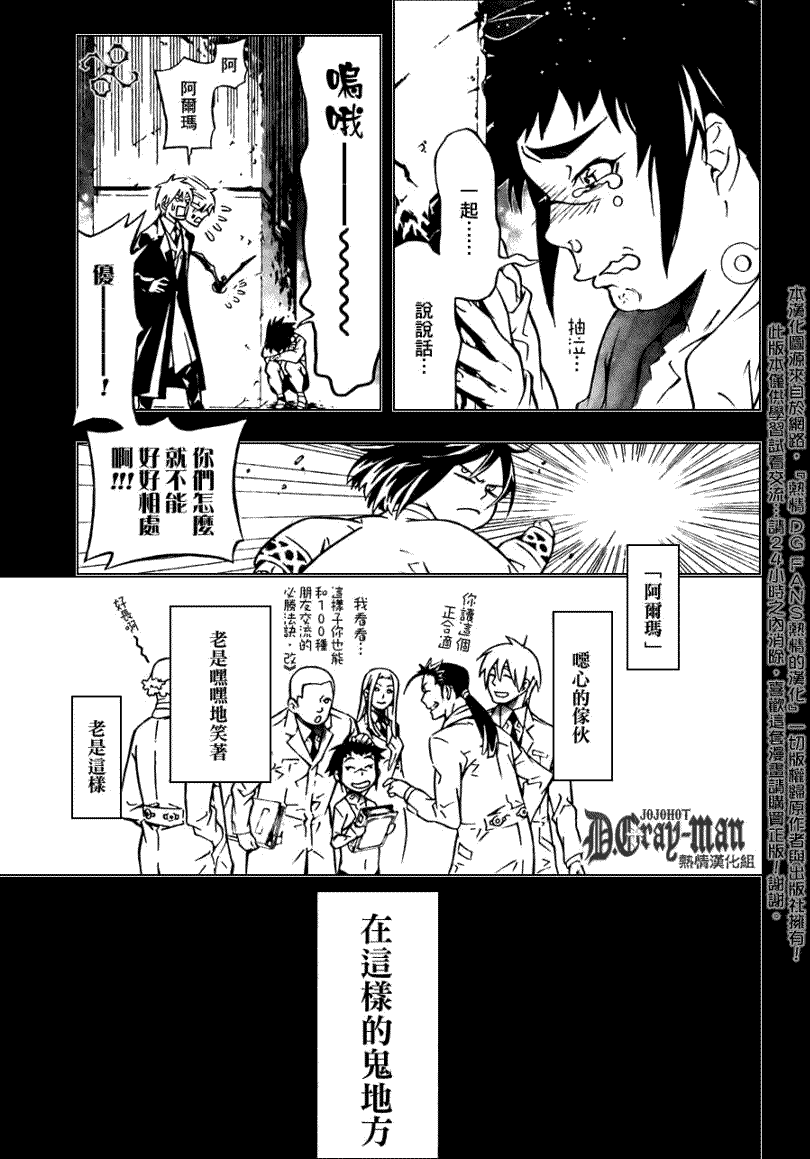 一起……
說說話…
抽泣…
嗚哦
阿
阿爾瑪
優——！
你們怎麼
就不能
好好相處
啊!!!
「阿爾瑪」
噁心的傢伙
你讀這個
正合適
我看看…
這樣子你也能
和100種
朋友交流的
必勝法訣·改》
老是嘿嘿地笑著
好長啊
老是這樣
JOJOHOT
D.Gray-man
熱情漢化組
在這樣的鬼地方
本漢化圖源來自於網路。『熱情 DG FANS熱情的漢化』一切版權歸原作者與出版社擁有！
此版本僅供學習試看交流…請24小時之內消除。喜歡這套漫畫請購買正版！謝謝。